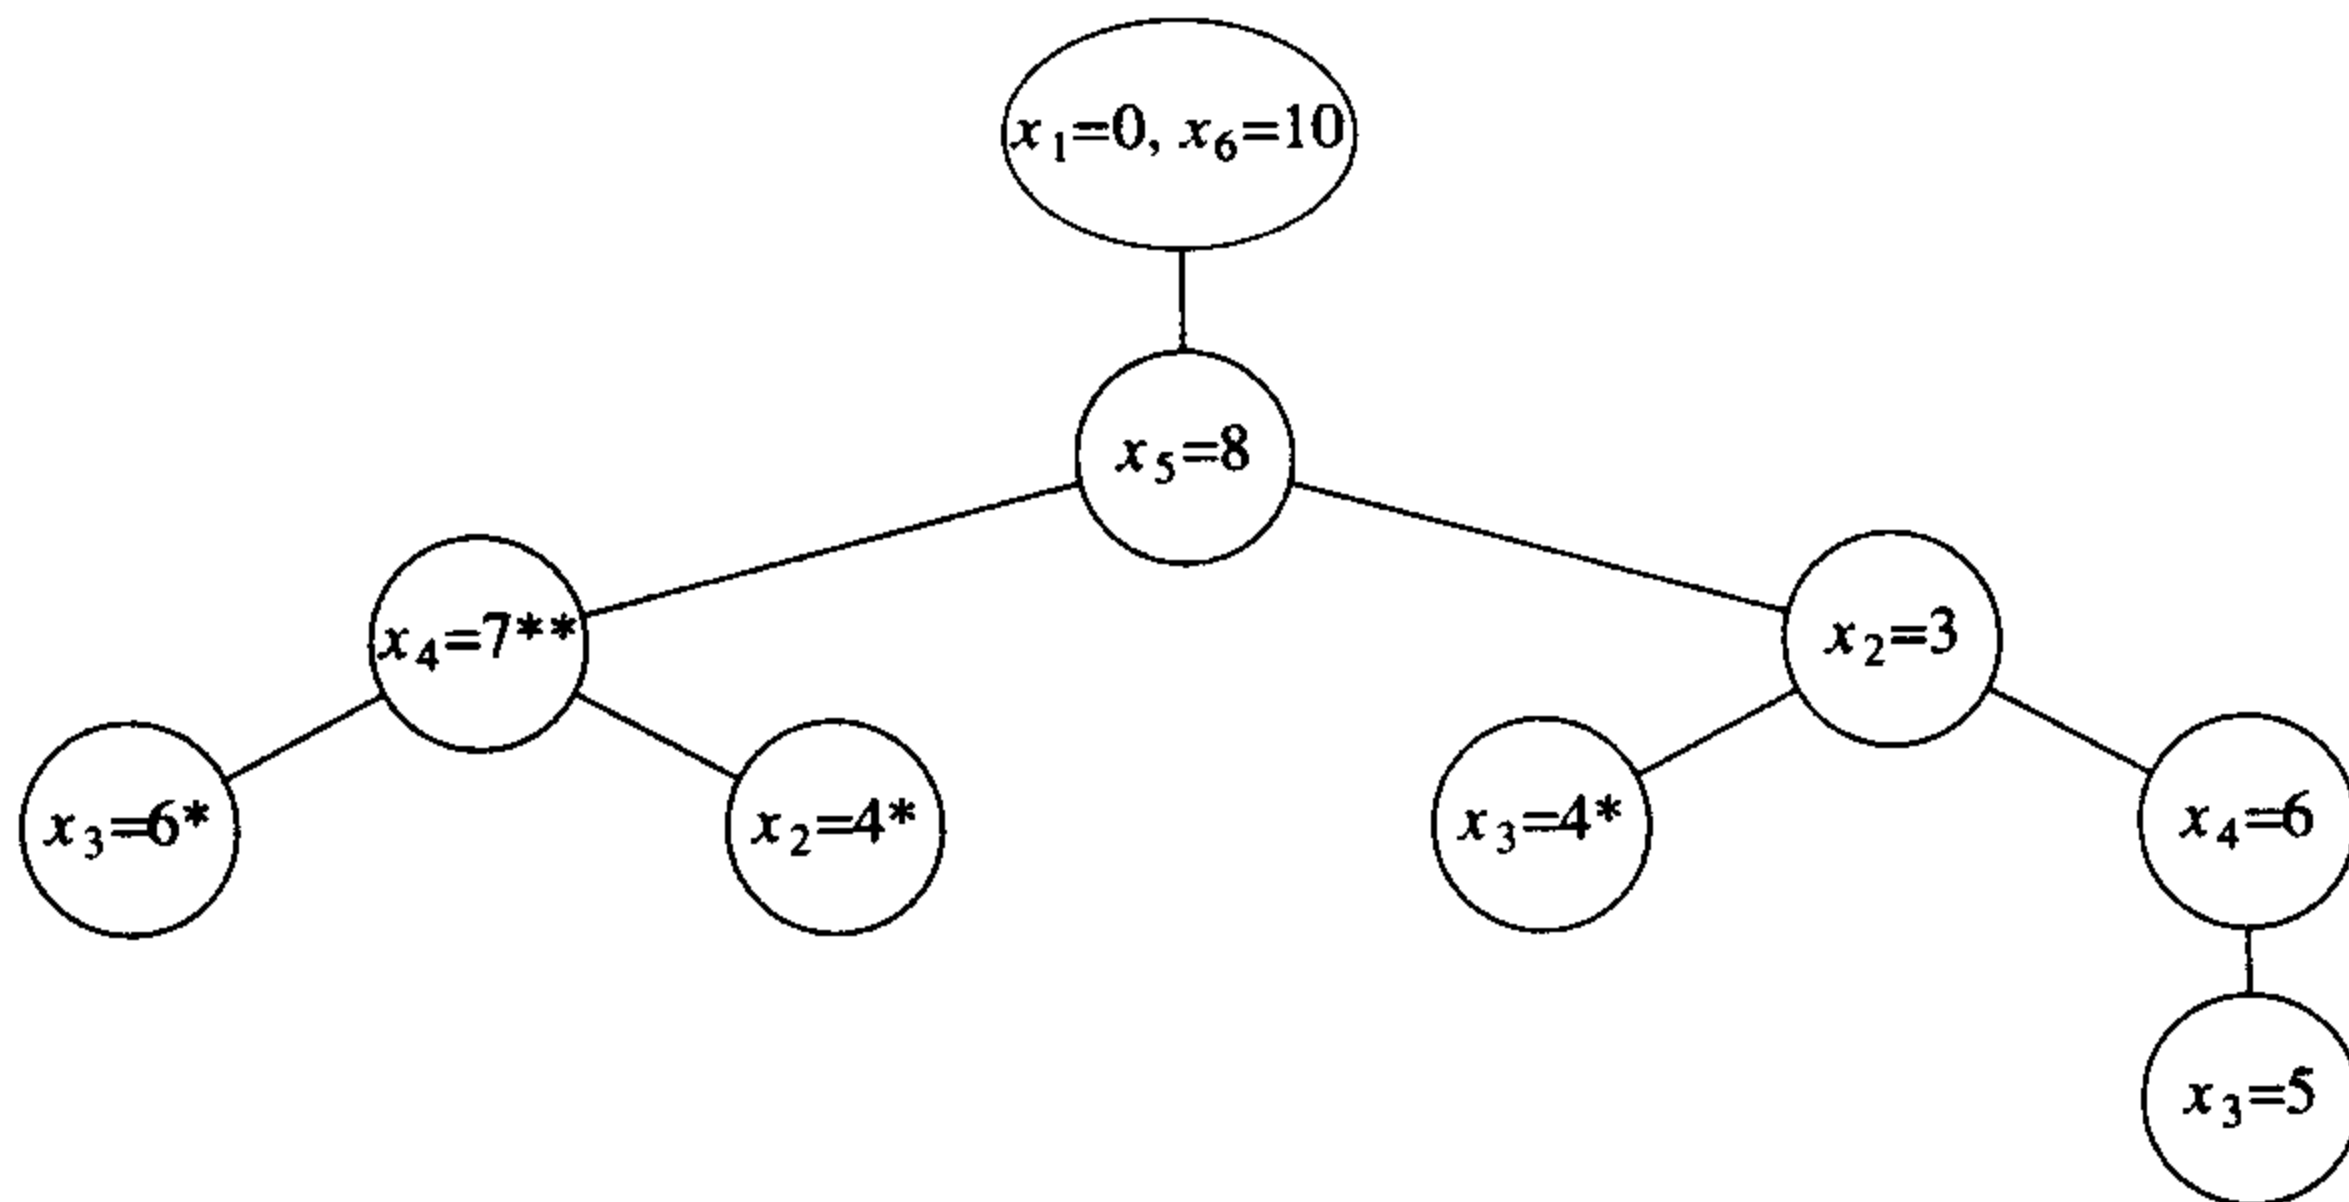 x₁=0, x₆=10
x₅=8
x₄=7**
x₂=3
x₃=6*
x₂=4*
x₃=4*
x₄=6
x₃=5